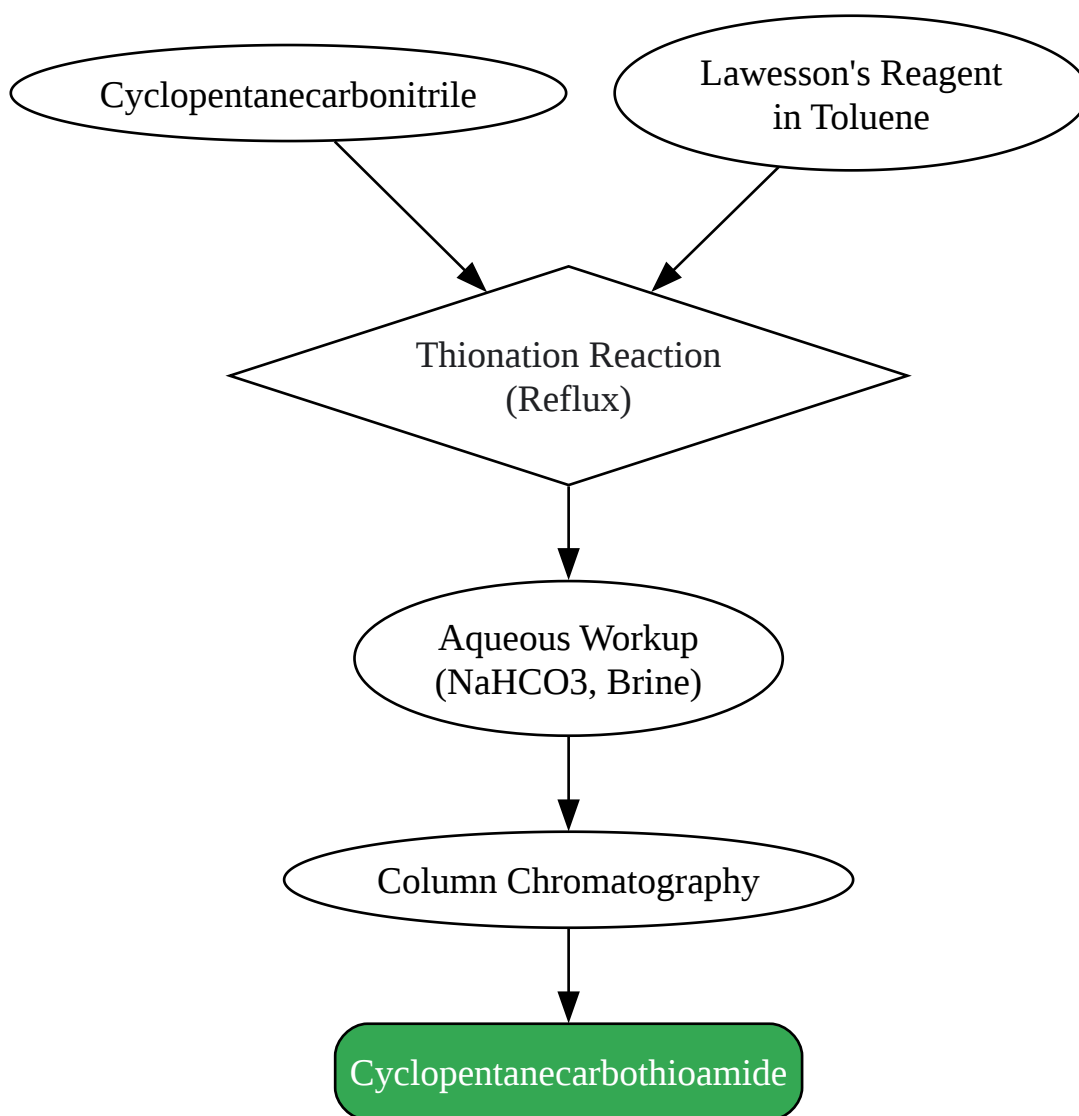 Cyclopentanecarbonitrile
Lawesson's Reagent
in Toluene
Thionation Reaction
(Reflux)
Aqueous Workup
(NaHCO3, Brine)
Column Chromatography
Cyclopentanecarbothioamide